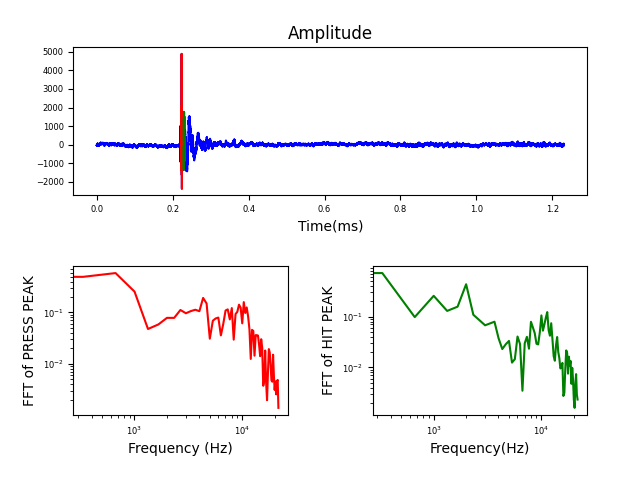 Amplitude
5000
4000
3000
2000
1000
0
−1000
−2000
0.0 0.2 0.4 0.6 0.8 1.0 1.2
Time(ms)
FFT of PRESS PEAK
10⁻¹
10⁻²
10³ 10⁴
Frequency (Hz)
FFT of HIT PEAK
10⁻¹
10⁻²
10³ 10⁴
Frequency(Hz)